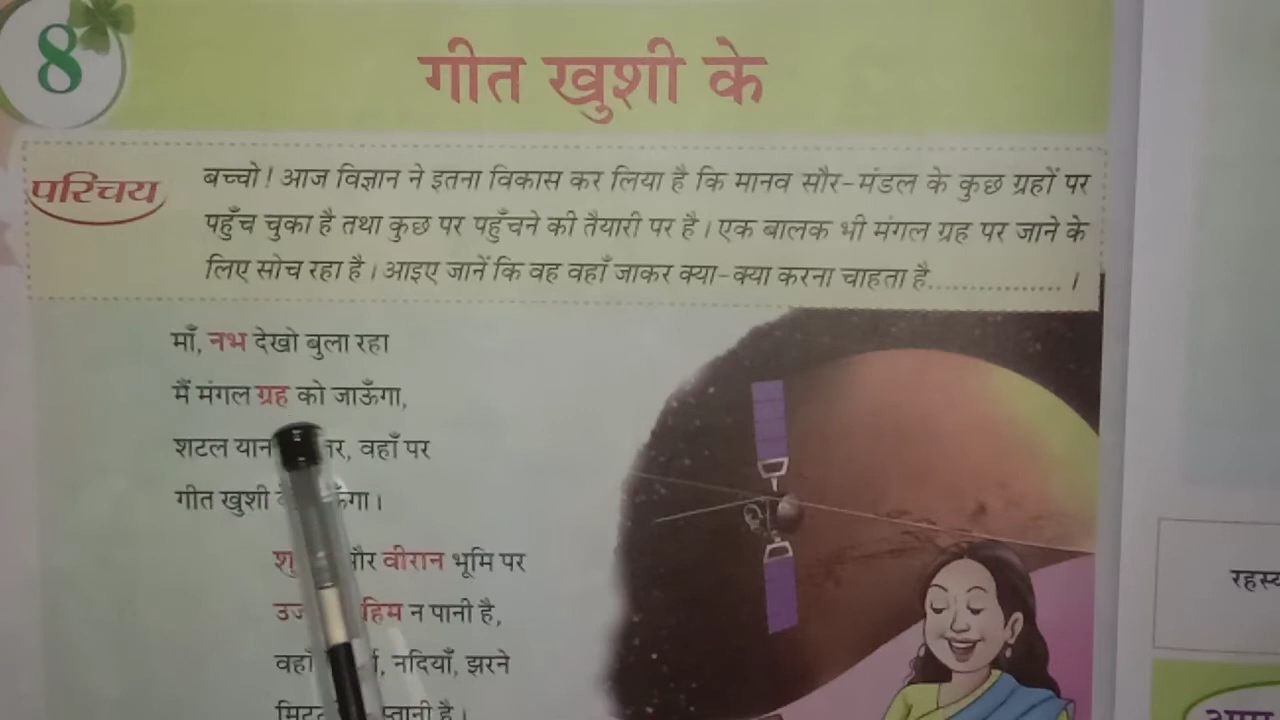 8
गीत खुशी के
परिचय
बच्चो! आज विज्ञान ने इतना विकास कर लिया है कि मानव सौर-मंडल के कुछ ग्रहों पर
पहुँच चुका है तथा कुछ पर पहुँचने की तैयारी पर है। एक बालक भी मंगल ग्रह पर जाने के
लिए सोच रहा है। आइए जानें कि वह वहाँ जाकर क्या-क्या करना चाहता है................ ।
माँ, नभ देखो बुला रहा
मैं मंगल ग्रह को जाऊँगा,
शटल यान वहाँ पर
गीत खुशी
वीरान भूमि पर
हिम न पानी है,
वहाँ नदियाँ, झरने
है।